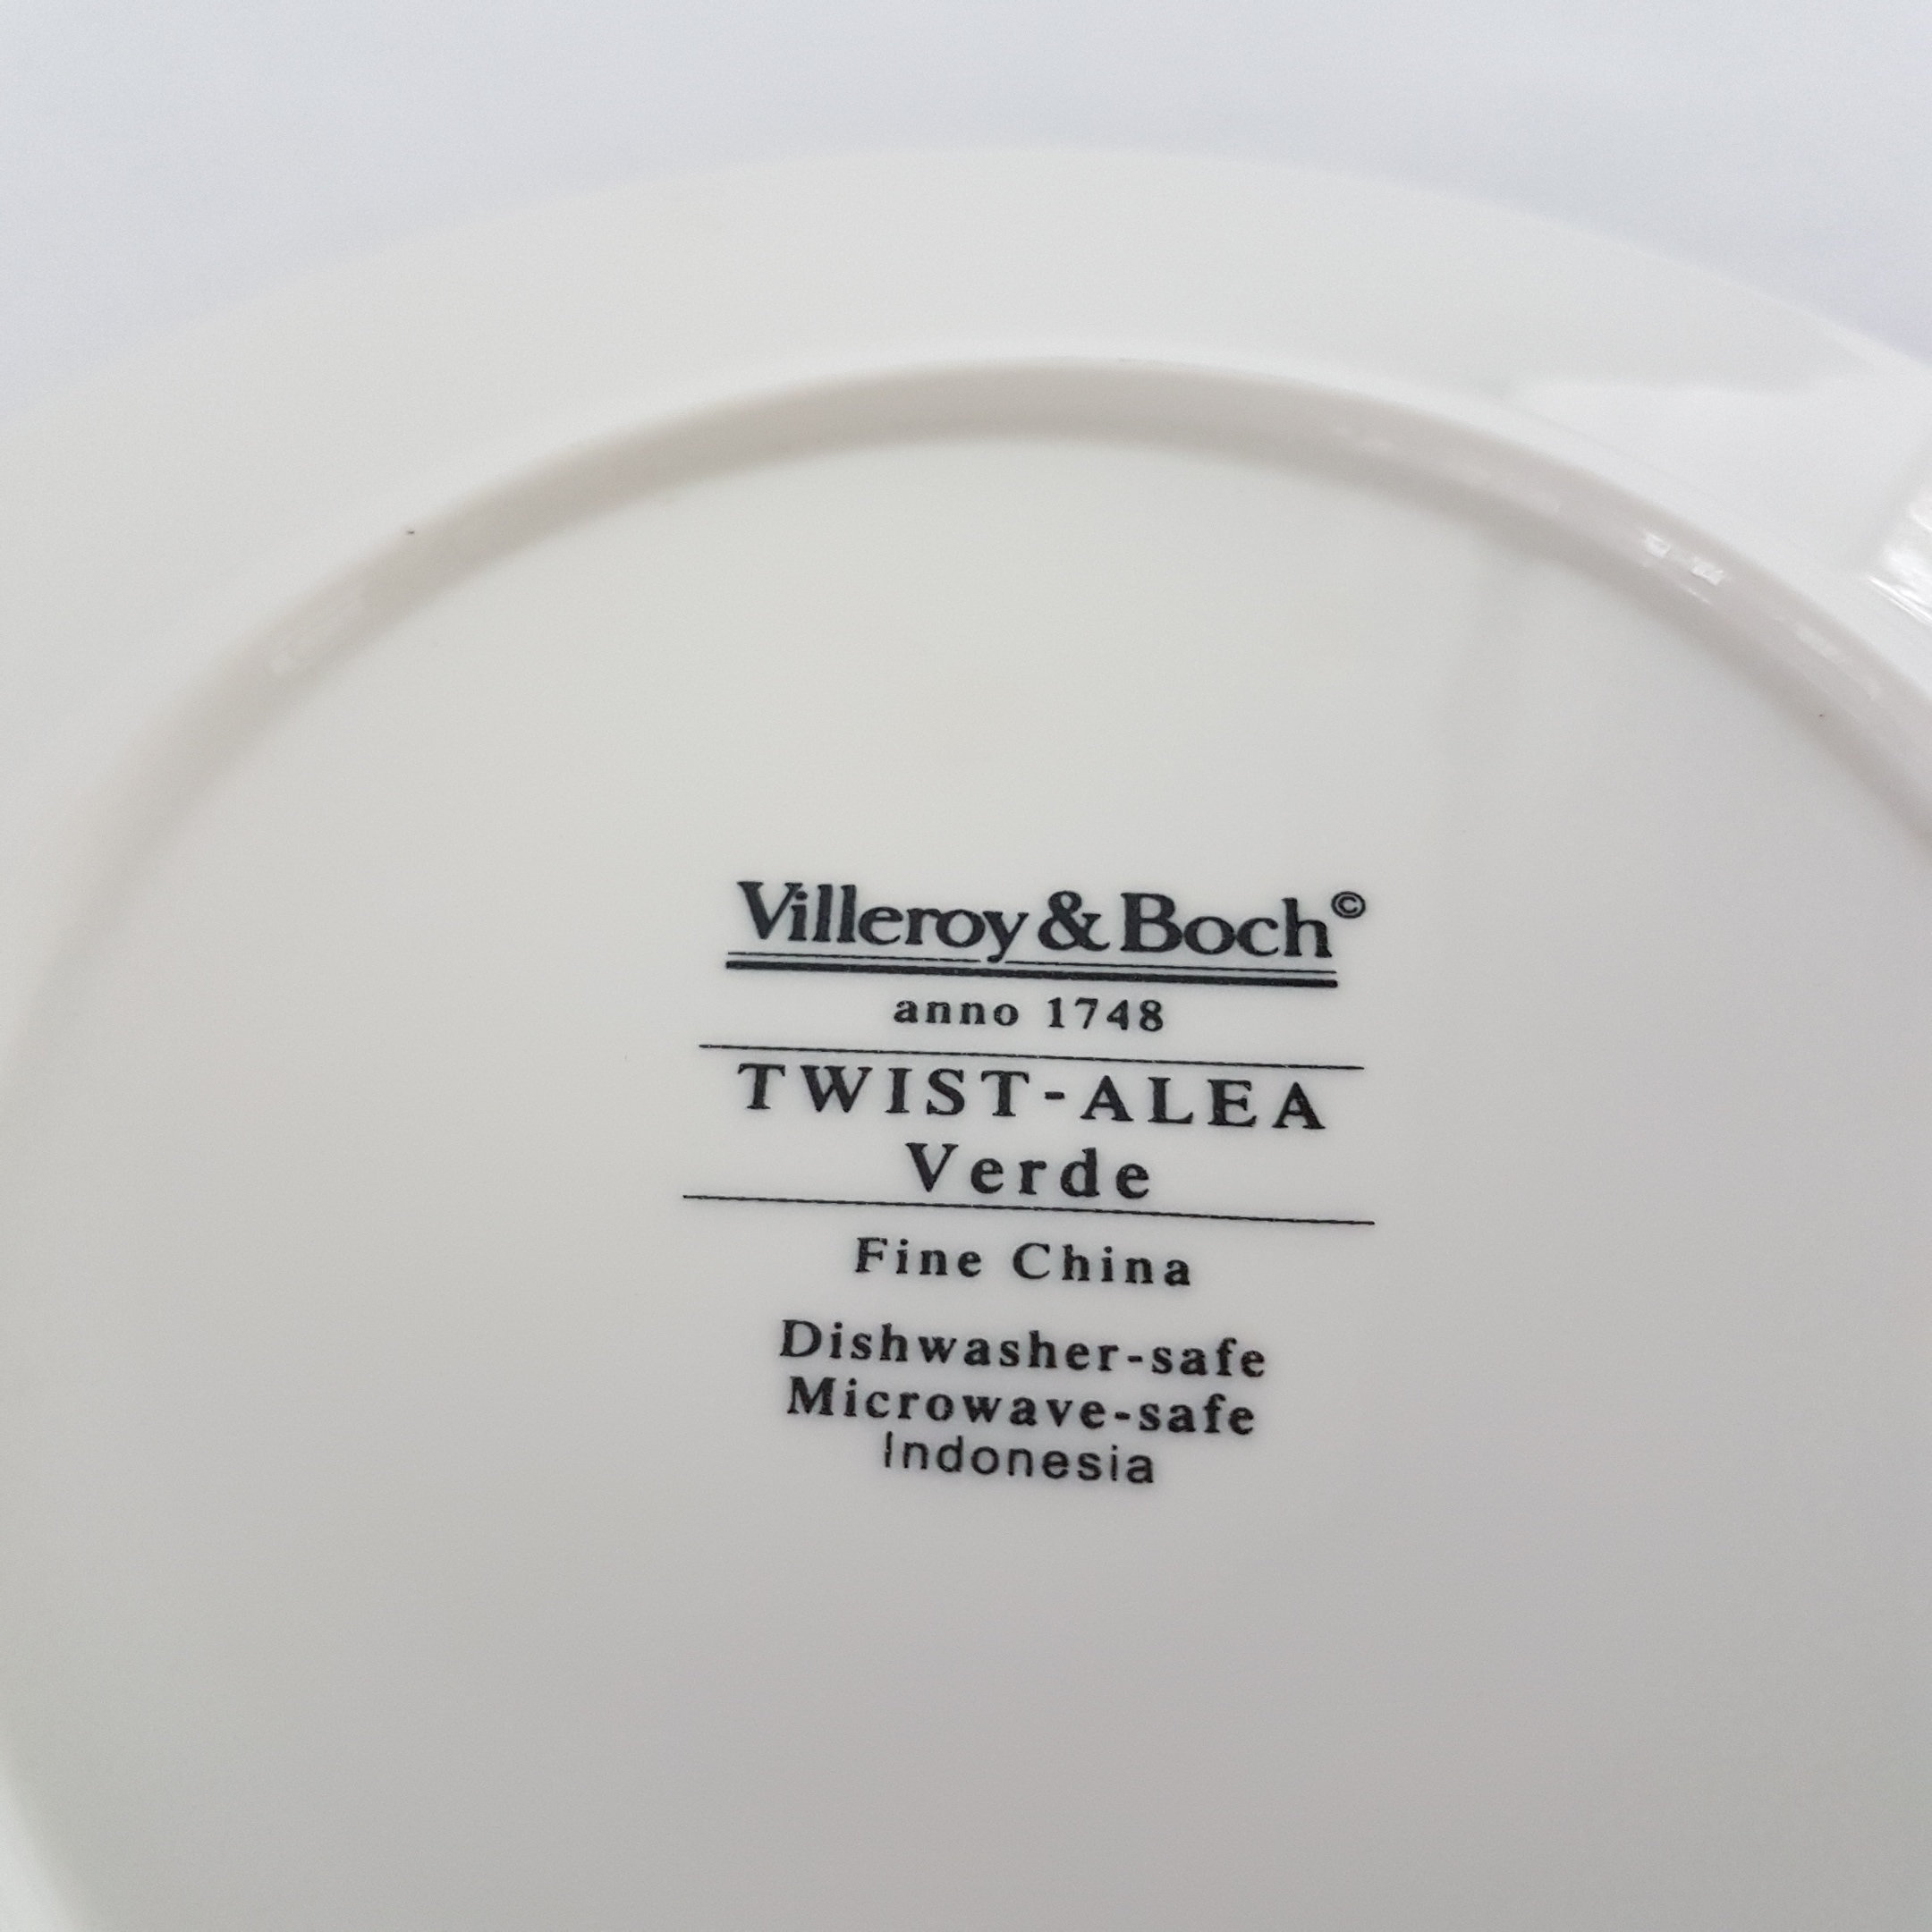 Villeroy & Boch©
anno 1748
TWIST-ALEA
Verde
Fine China
Dishwasher-safe
Microwave-safe
Indonesia